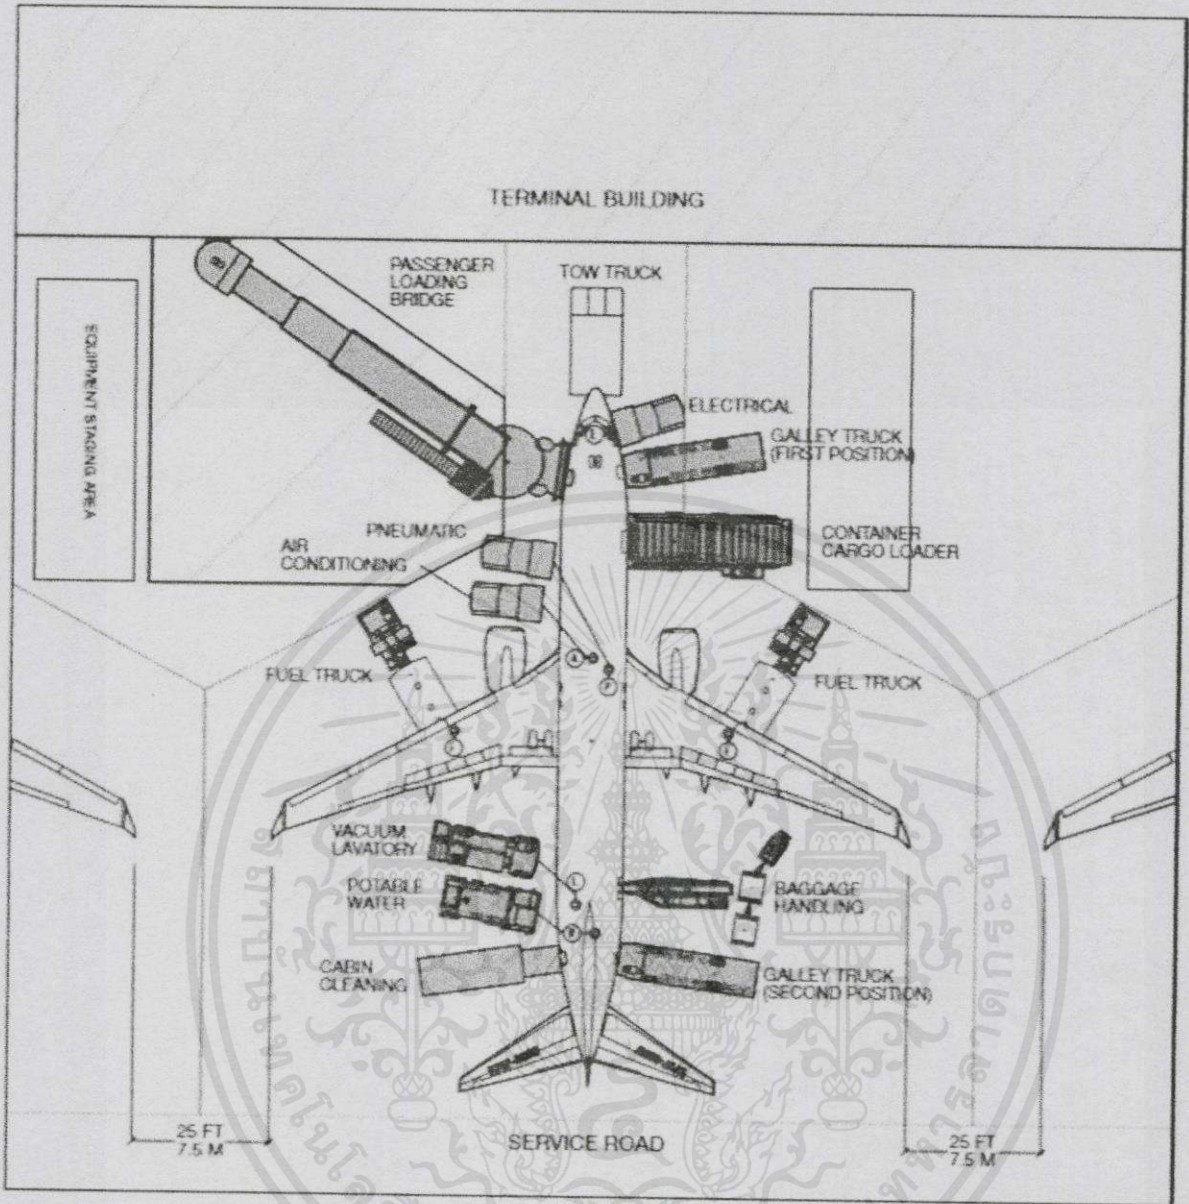 TERMINAL BUILDING
PASSENGER
LOADING
BRIDGE
TOW TRUCK
EQUIPMENT STAGING AREA
ELECTRICAL
GALLEY TRUCK
(FIRST POSITION)
PNEUMATIC
AIR
CONDITIONING
CONTAINER
CARGO LOADER
FUEL TRUCK
FUEL TRUCK
A
P
F
F
VACUUM
LAVATORY
L
POTABLE
WATER
W
BAGGAGE
HANDLING
CABIN
CLEANING
GALLEY TRUCK
(SECOND POSITION)
25 FT
7.5 M
SERVICE ROAD
25 FT
7.5 M